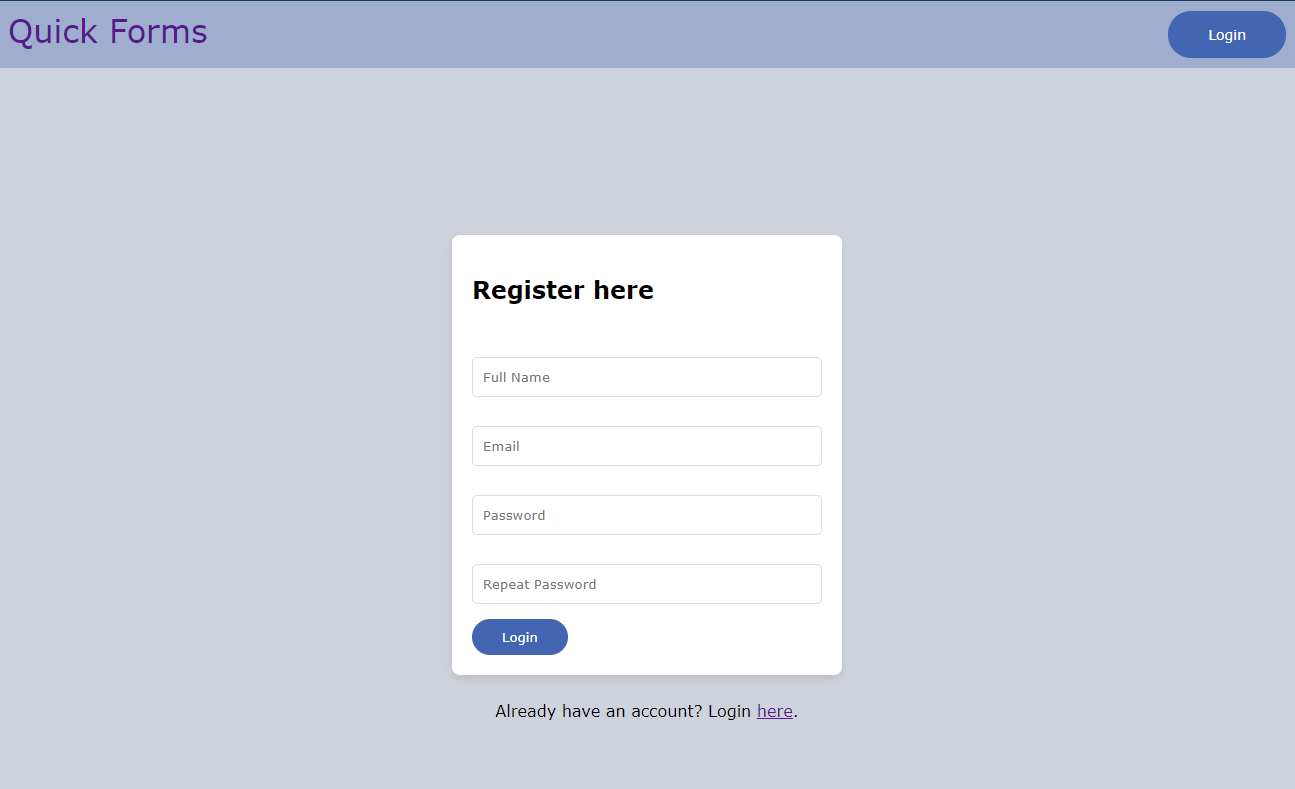 Quick Forms
Login
Register here
Full Name
Email
Password
Repeat Password
Login
Already have an account? Login here.